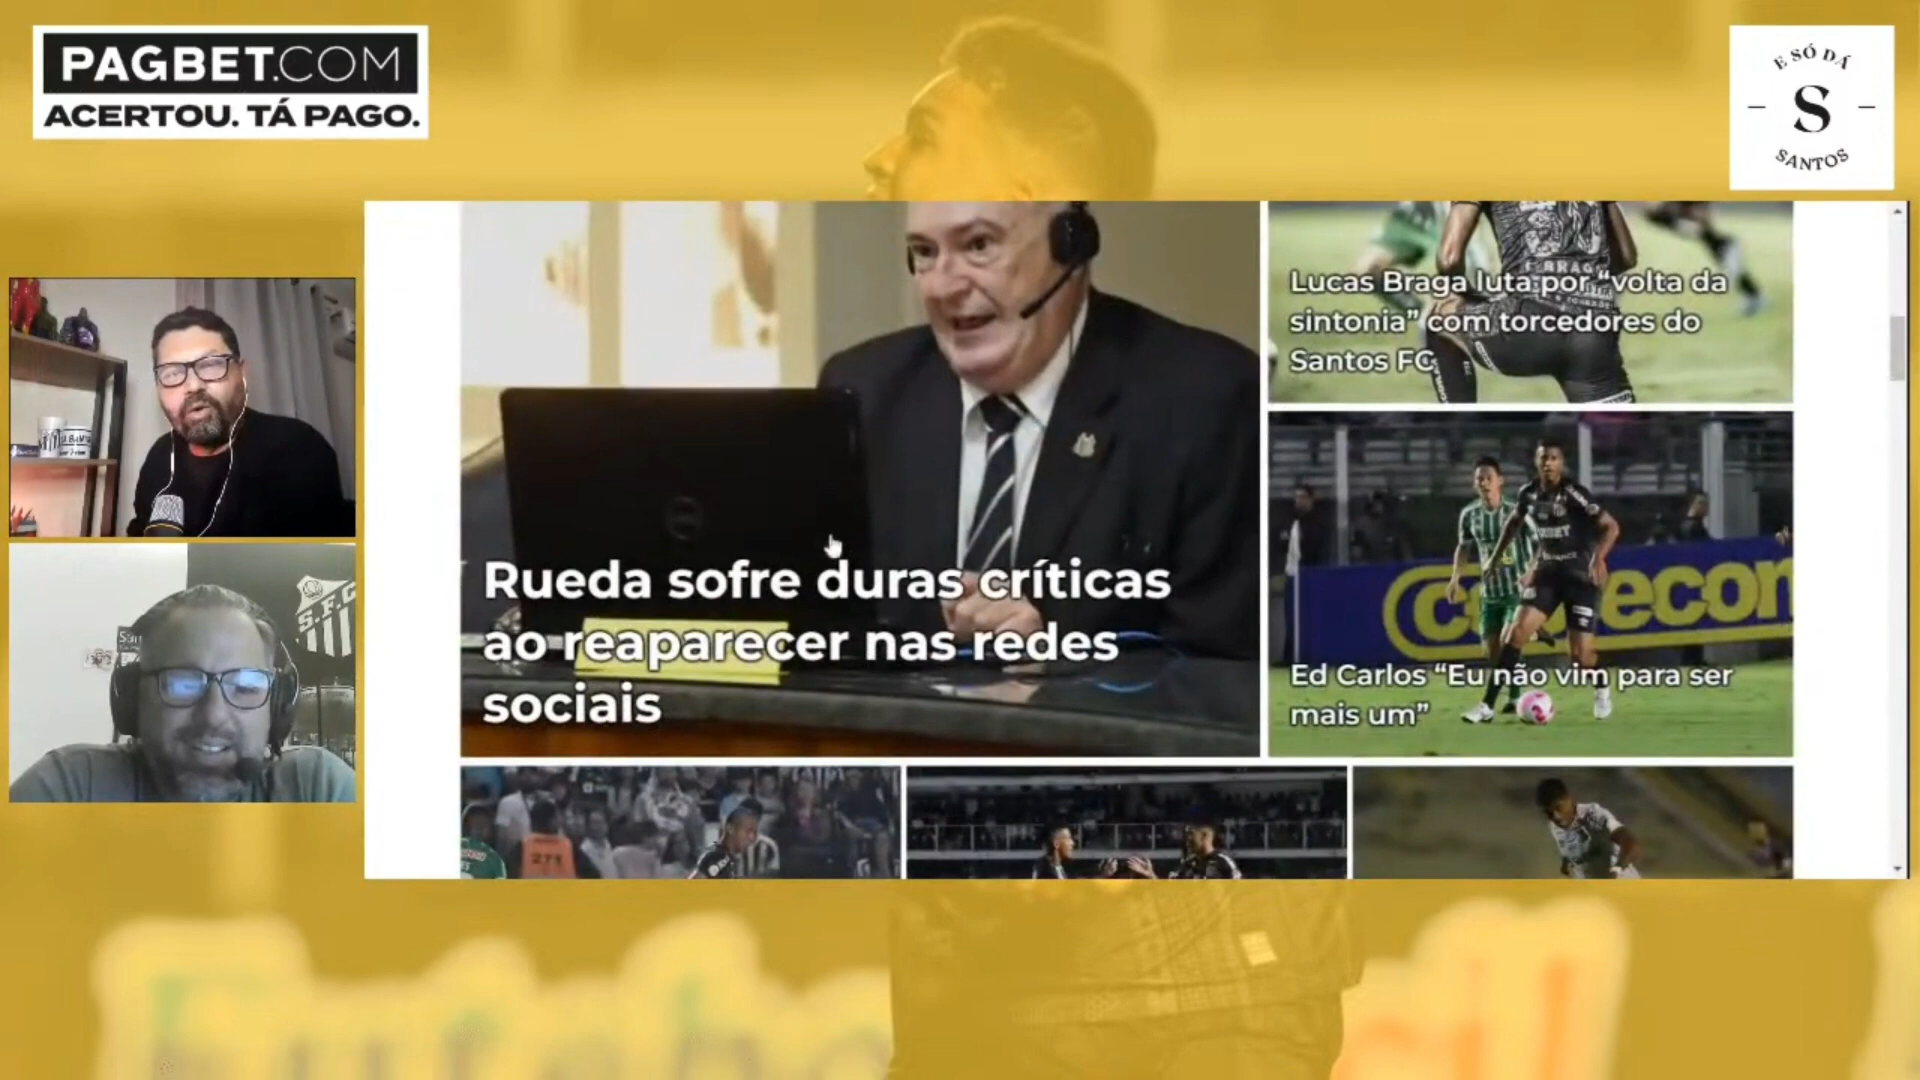 PAGBET.COM
ACERTOU. TÁ PAGO.
E SÓ DÁ
S
SANTOS
Lucas Braga luta por “volta da
sintonia” com torcedores do
Santos FC
Rueda sofre duras críticas
ao reaparecer nas redes
sociais
Ed Carlos “Eu não vim para ser
mais um”
S.F.C
271